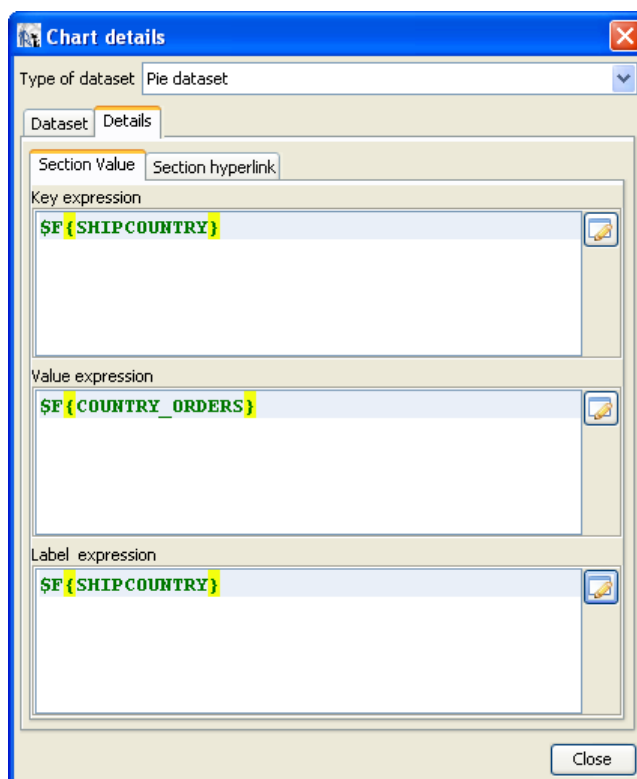 Chart details
Type of dataset Pie dataset
Dataset Details
Section Value Section hyperlink
Key expression
$F{SHIPCOUNTRY}
Value expression
$F{COUNTRY_ORDERS}
Label expression
$F{SHIPCOUNTRY}
Close